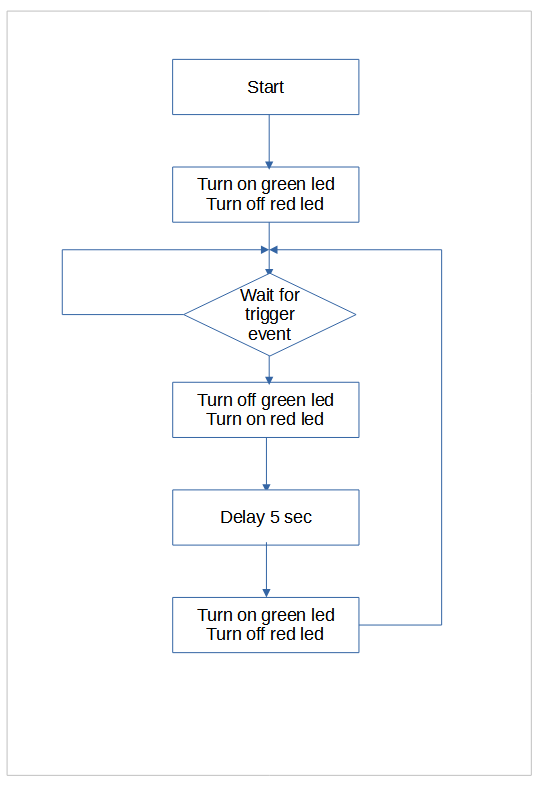 Start
Turn on green led
Turn off red led
Wait for
trigger
event
Turn off green led
Turn on red led
Delay 5 sec
Turn on green led
Turn off red led